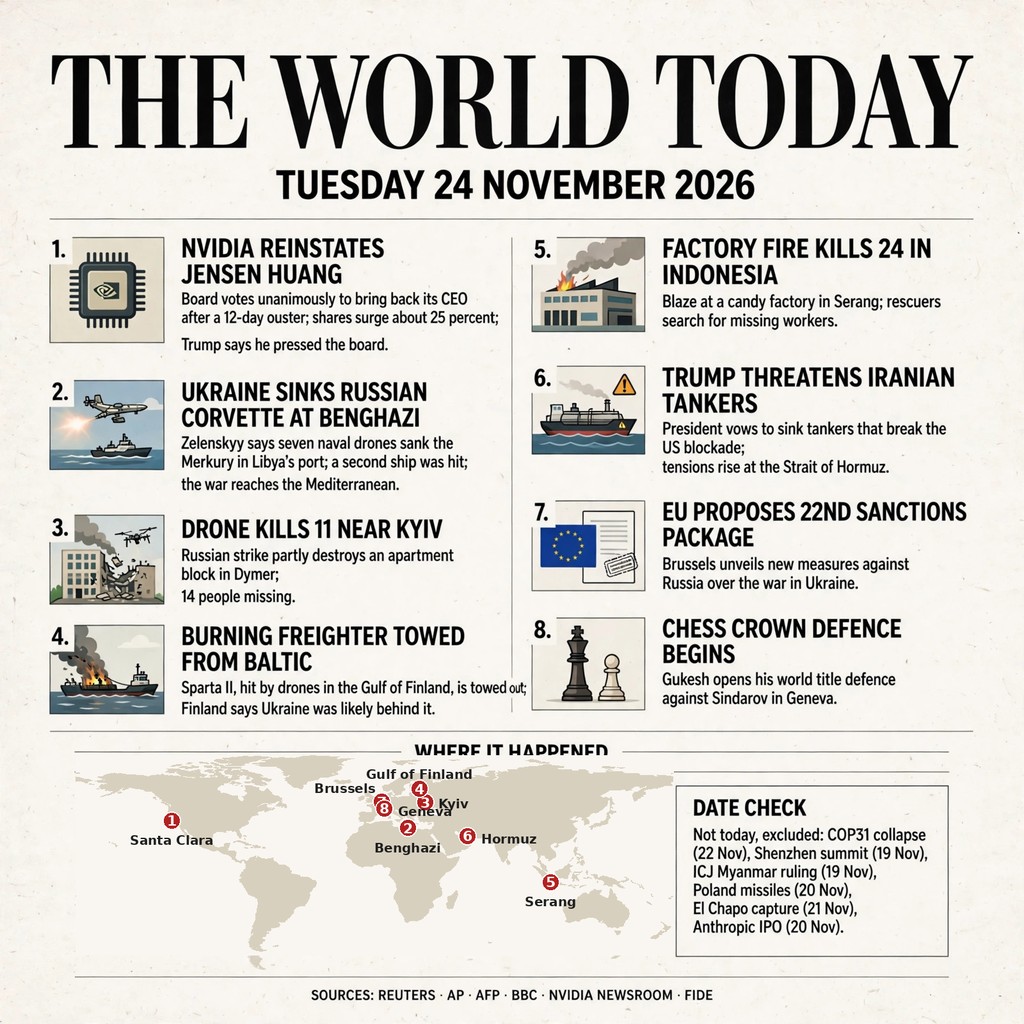 THE WORLD TODAY
TUESDAY 24 NOVEMBER 2026
1.
NVIDIA REINSTATES
JENSEN HUANG
Board votes unanimously to bring back its CEO
after a 12-day ouster; shares surge about 25 percent;
Trump says he pressed the board.
2.
UKRAINE SINKS RUSSIAN
CORVETTE AT BENGHAZI
Zelenskyy says seven naval drones sank the
Merkury in Libya's port; a second ship was hit;
the war reaches the Mediterranean.
3.
DRONE KILLS 11 NEAR KYIV
Russian strike partly destroys an apartment
block in Dymer;
14 people missing.
4.
BURNING FREIGHTER TOWED
FROM BALTIC
Sparta II, hit by drones in the Gulf of Finland, is towed out;
Finland says Ukraine was likely behind it.
5.
FACTORY FIRE KILLS 24 IN
INDONESIA
Blaze at a candy factory in Serang; rescuers
search for missing workers.
6.
TRUMP THREATENS IRANIAN
TANKERS
President vows to sink tankers that break the
US blockade;
tensions rise at the Strait of Hormuz.
7.
EU PROPOSES 22ND SANCTIONS
PACKAGE
Brussels unveils new measures against
Russia over the war in Ukraine.
8.
CHESS CROWN DEFENCE
BEGINS
Gukesh opens his world title defence
against Sindarov in Geneva.
WHERE IT HAPPENED
Gulf of Finland
4
Brussels
7
3 Kyiv
8 Geneva
1
Santa Clara
2
Benghazi
6 Hormuz
5
Serang
DATE CHECK
Not today, excluded: COP31 collapse
(22 Nov), Shenzhen summit (19 Nov),
ICJ Myanmar ruling (19 Nov),
Poland missiles (20 Nov),
El Chapo capture (21 Nov),
Anthropic IPO (20 Nov).
SOURCES: REUTERS · AP · AFP · BBC · NVIDIA NEWSROOM · FIDE